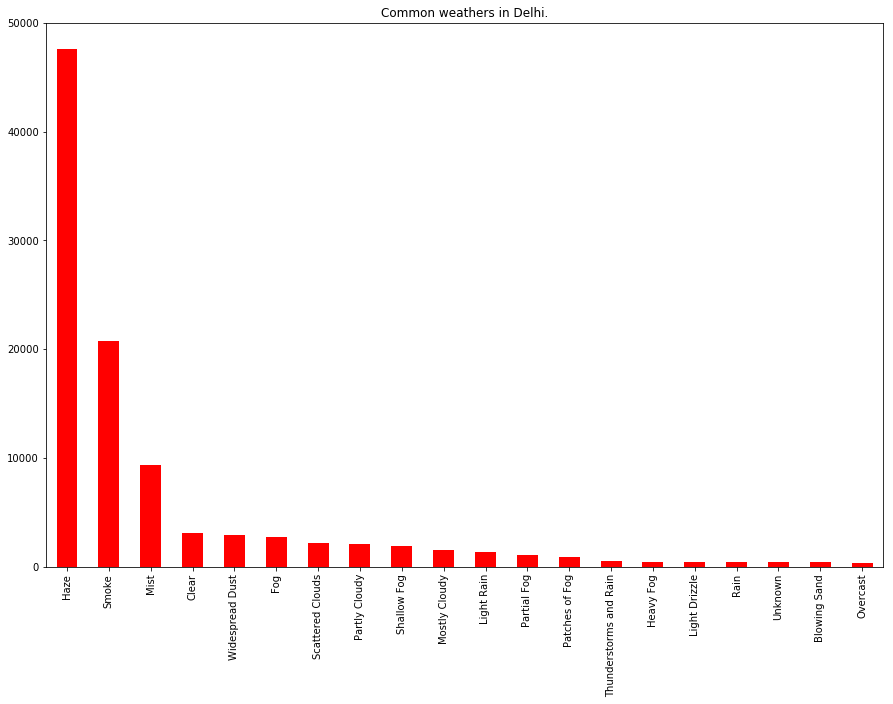 Common weathers in Delhi.
50000
40000
30000
20000
10000
0
Haze
Smoke
Mist
Clear
Widespread Dust
Fog
Scattered Clouds
Partly Cloudy
Shallow Fog
Mostly Cloudy
Light Rain
Partial Fog
Patches of Fog
Thunderstorms and Rain
Heavy Fog
Light Drizzle
Rain
Unknown
Blowing Sand
Overcast